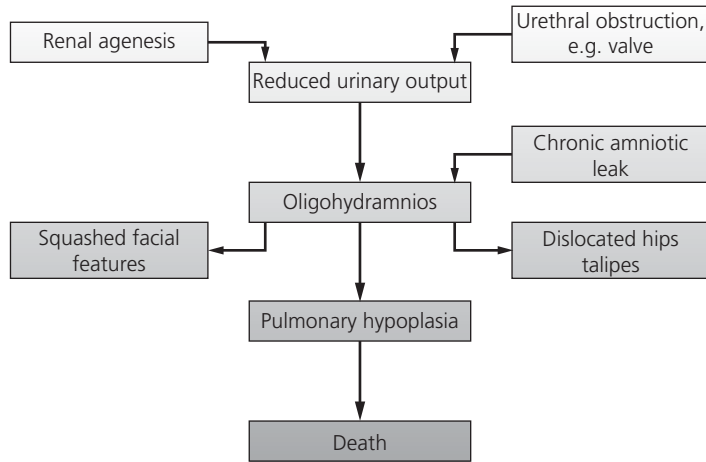 Renal agenesis
Urethral obstruction,
e.g. valve
Reduced urinary output
Chronic amniotic
leak
Oligohydramnios
Squashed facial
features
Dislocated hips
talipes
Pulmonary hypoplasia
Death